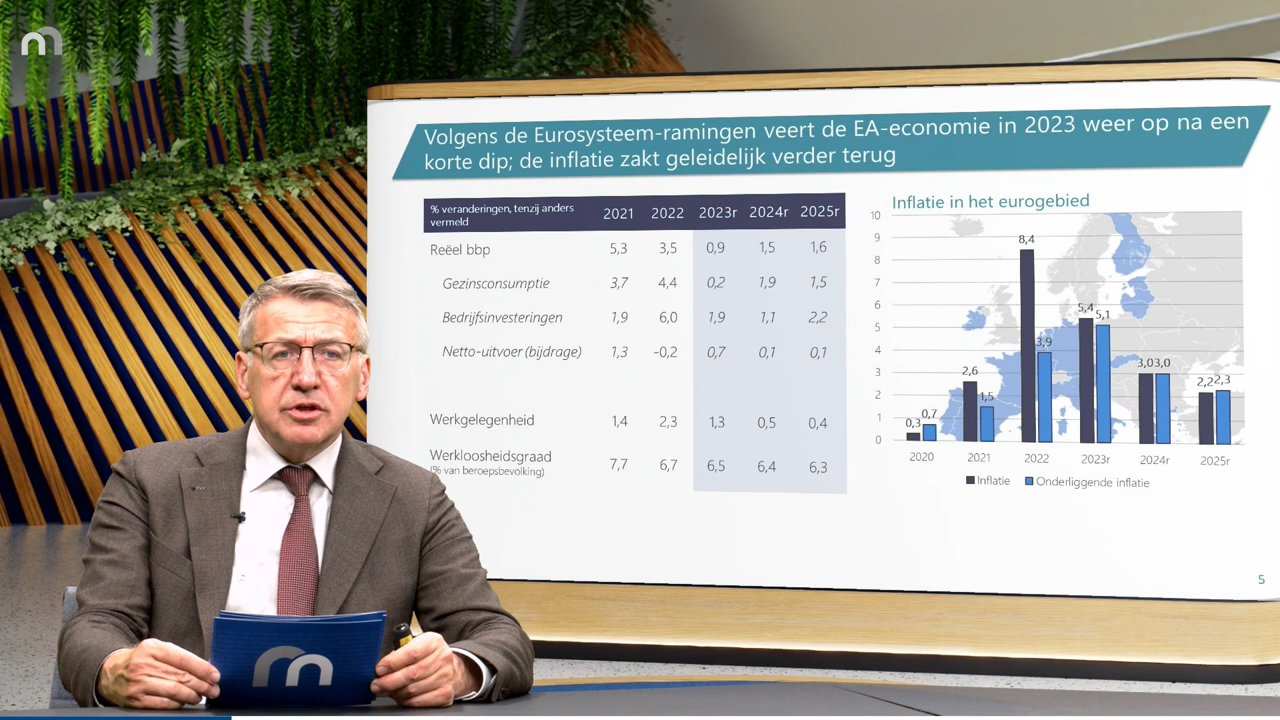 Volgens de Eurosysteem-ramingen veert de EA-economie in 2023 weer op na een
korte dip; de inflatie zakt geleidelijk verder terug
% veranderingen, tenzij anders
vermeld
2021 2022 2023r 2024r 2025r
Reëel bbp 5,3 3,5 0,9 1,5 1,6
Gezinsconsumptie 3,7 4,4 0,2 1,9 1,5
Bedrijfsinvesteringen 1,9 6,0 1,9 1,1 2,2
Netto-uitvoer (bijdrage) 1,3 -0,2 0,7 0,1 0,1
Werkgelegenheid 1,4 2,3 1,3 0,5 0,4
Werkloosheidsgraad
(% van beroepsbevolking)
7,7 6,7 6,5 6,4 6,3
Inflatie in het eurogebied
10
9
8
7
6
5
4
3
2
1
0
0,3 0,7
2,6 1,5
8,4 3,9
5,4 5,1
3,0 3,0
2,2 2,3
2020 2021 2022 2023r 2024r 2025r
Inflatie Onderliggende inflatie
5